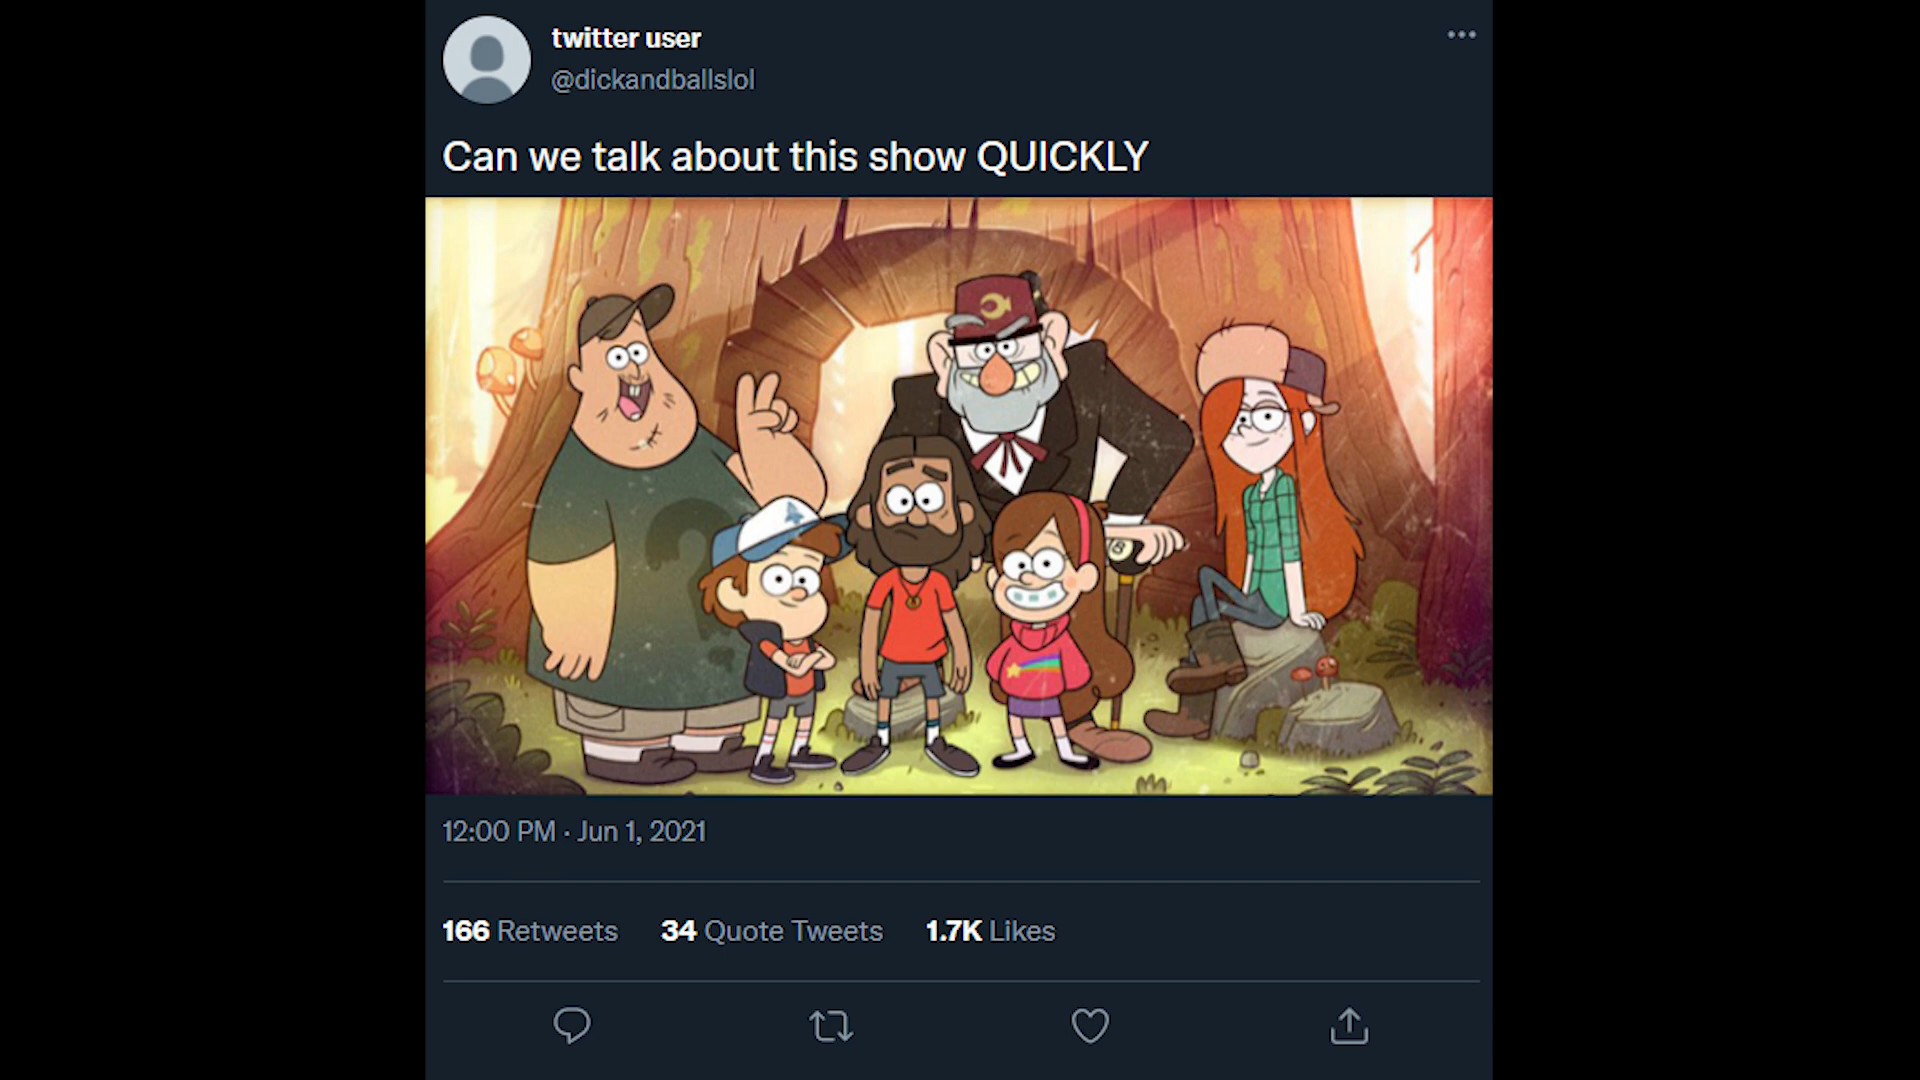 twitter user
@dickandballslol
Can we talk about this show QUICKLY
?
8
12:00 PM · Jun 1, 2021
166 Retweets 34 Quote Tweets 1.7K Likes